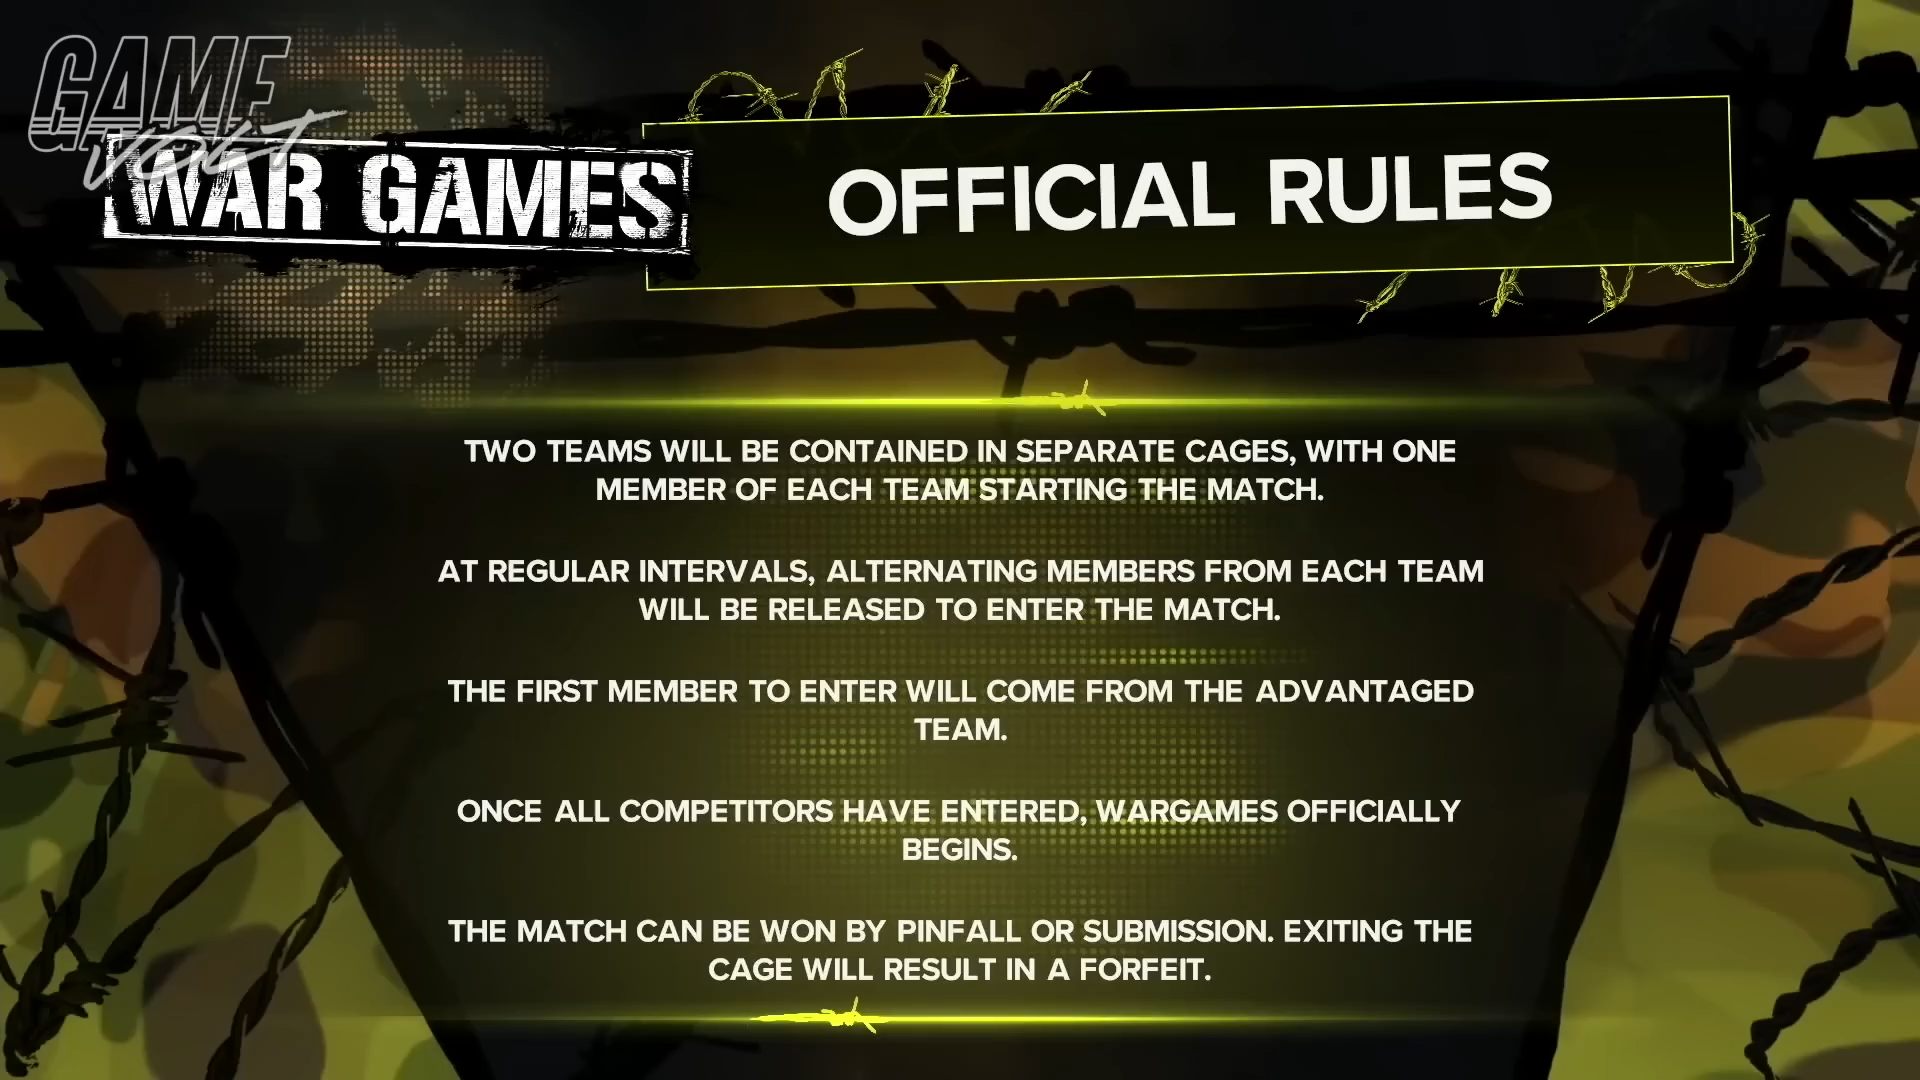 GAME
VOLT
WAR GAMES
OFFICIAL RULES
TWO TEAMS WILL BE CONTAINED IN SEPARATE CAGES, WITH ONE
MEMBER OF EACH TEAM STARTING THE MATCH.
AT REGULAR INTERVALS, ALTERNATING MEMBERS FROM EACH TEAM
WILL BE RELEASED TO ENTER THE MATCH.
THE FIRST MEMBER TO ENTER WILL COME FROM THE ADVANTAGED
TEAM.
ONCE ALL COMPETITORS HAVE ENTERED, WARGAMES OFFICIALLY
BEGINS.
THE MATCH CAN BE WON BY PINFALL OR SUBMISSION. EXITING THE
CAGE WILL RESULT IN A FORFEIT.